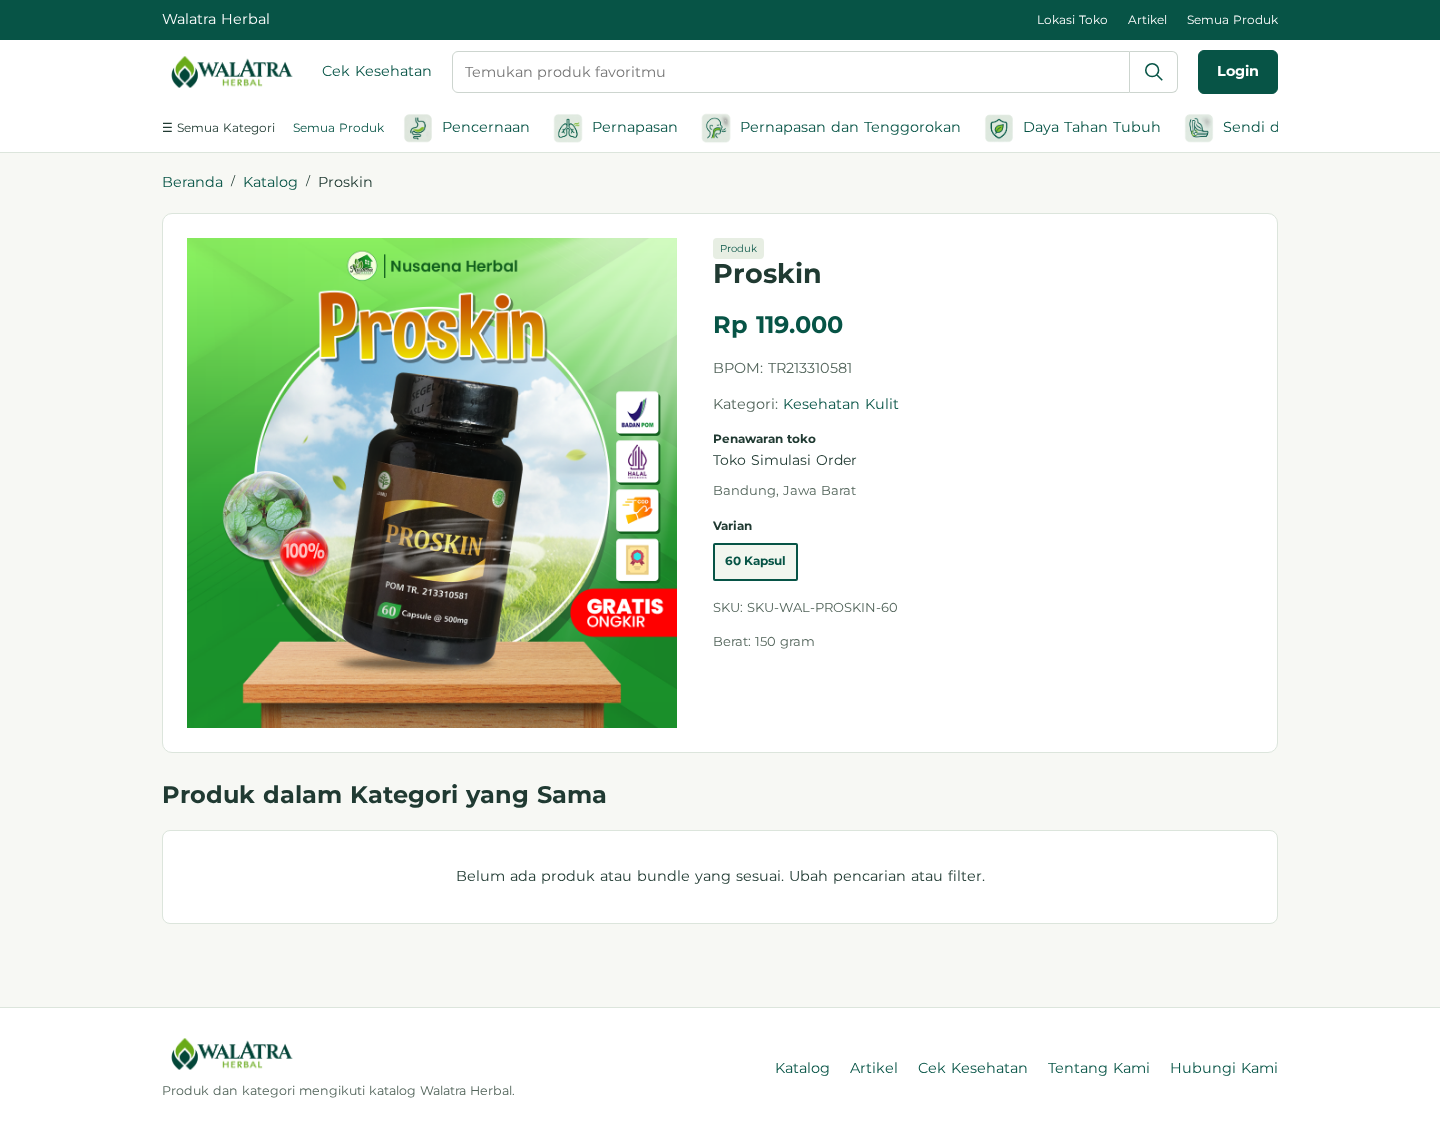 Walatra Herbal
Lokasi Toko Artikel Semua Produk
WALATRA
HERBAL
Cek Kesehatan
Temukan produk favoritmu
Login
☰ Semua Kategori
Semua Produk
Pencernaan
Pernapasan
Pernapasan dan Tenggorokan
Daya Tahan Tubuh
Sendi d
Beranda / Katalog / Proskin
Nusaena Herbal
Proskin
BADAN POM
HALAL
COD
100%
PROSKIN
POM TR. 213310581
60 Capsule @ 500mg
GRATIS
ONGKIR
Produk
Proskin
Rp 119.000
BPOM: TR213310581
Kategori: Kesehatan Kulit
Penawaran toko
Toko Simulasi Order
Bandung, Jawa Barat
Varian
60 Kapsul
SKU: SKU-WAL-PROSKIN-60
Berat: 150 gram
Produk dalam Kategori yang Sama
Belum ada produk atau bundle yang sesuai. Ubah pencarian atau filter.
WALATRA
HERBAL
Produk dan kategori mengikuti katalog Walatra Herbal.
Katalog Artikel Cek Kesehatan Tentang Kami Hubungi Kami